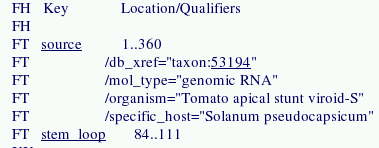 FH Key Location/Qualifiers
FH
FT source 1..360
FT /db_xref="taxon:53194"
FT /mol_type="genomic RNA"
FT /organism="Tomato apical stunt viroid-S"
FT /specific_host="Solanum pseudocapsicum"
FT stem_loop 84..111